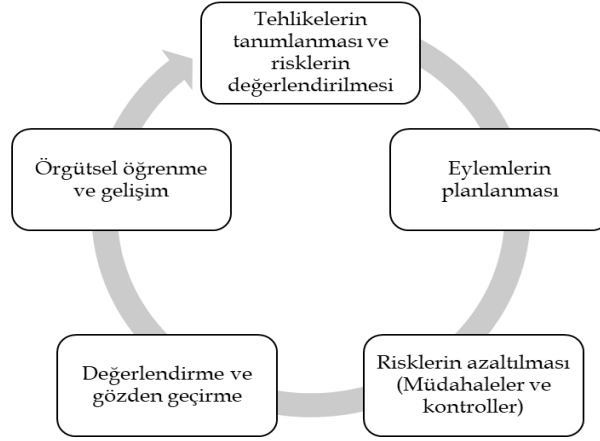 Tehlikelerin
tanımlanması ve
risklerin
değerlendirilmesi
Eylemlerin
planlanması
Risklerin azaltılması
(Müdahaleler ve
kontroller)
Değerlendirme ve
gözden geçirme
Örgütsel öğrenme
ve gelişim